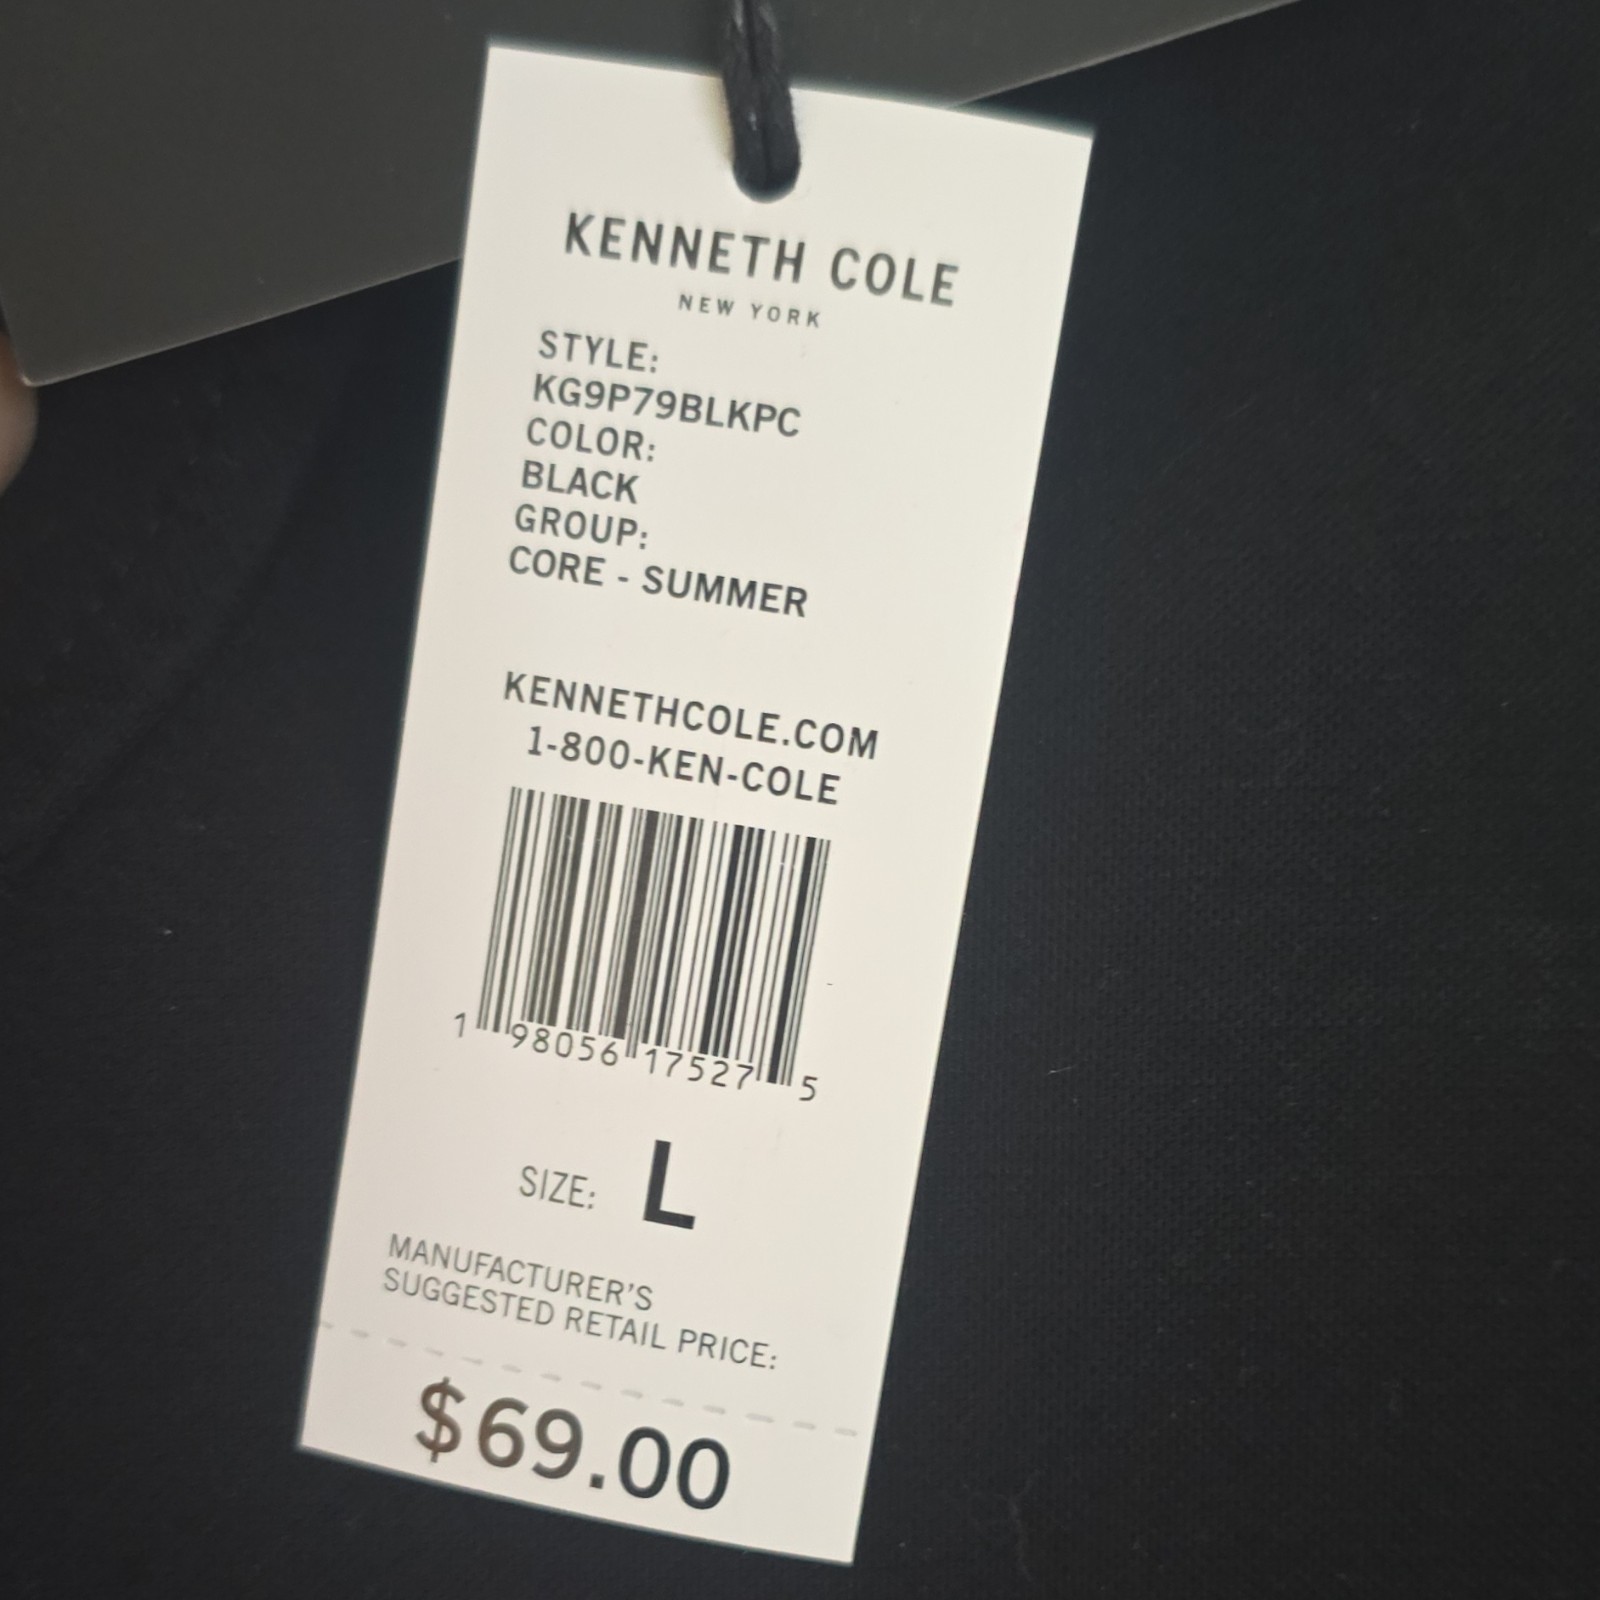 KENNETH COLE
NEW YORK
STYLE:
KG9P79BLKPC
COLOR:
BLACK
GROUP:
CORE - SUMMER
KENNETHCOLE.COM
1-800-KEN-COLE
1 98056 17527 5
SIZE: L
MANUFACTURER'S
SUGGESTED RETAIL PRICE:
$69.00